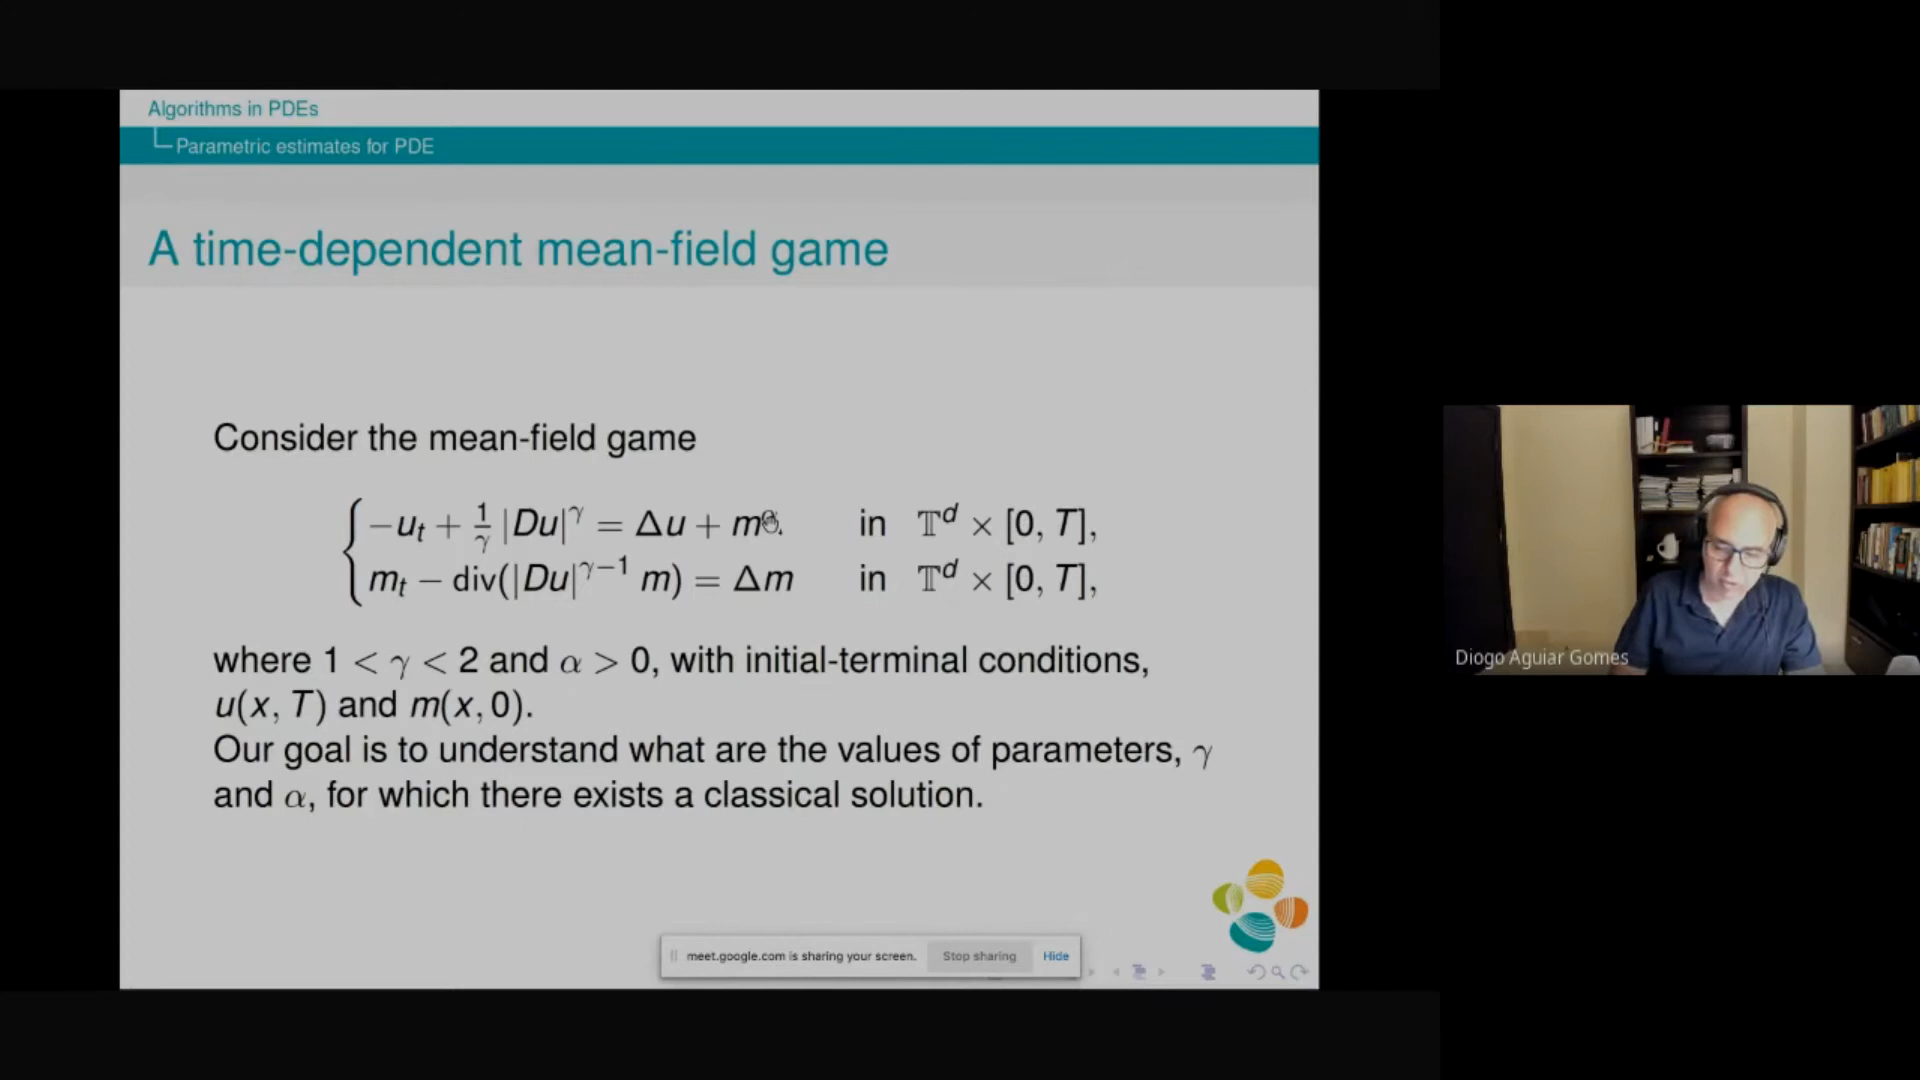 Algorithms in PDEs
Parametric estimates for PDE
A time-dependent mean-field game
Consider the mean-field game
−u_t + 1/γ |Du|^γ = Δu + m in 𝕋^d × [0, T],
m_t − div(|Du|^{γ−1} m) = Δm in 𝕋^d × [0, T],
where 1 < γ < 2 and α > 0, with initial-terminal conditions,
u(x, T) and m(x, 0).
Our goal is to understand what are the values of parameters, γ
and α, for which there exists a classical solution.
meet.google.com is sharing your screen. Stop sharing Hide
Diogo Aguiar Gomes